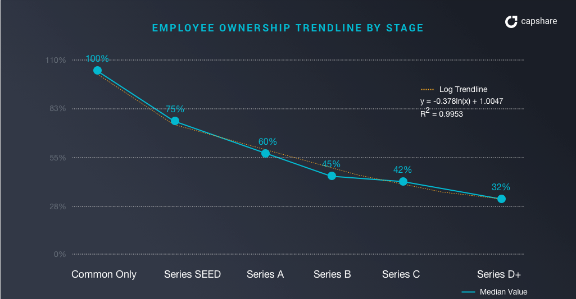 capshare
EMPLOYEE OWNERSHIP TRENDLINE BY STAGE
110%
100%
Log Trendline
y = -0.378ln(x) + 1.0047
R² = 0.9953
83%
75%
60%
55%
45%
42%
32%
28%
0%
Common Only Series SEED Series A Series B Series C Series D+
Median Value